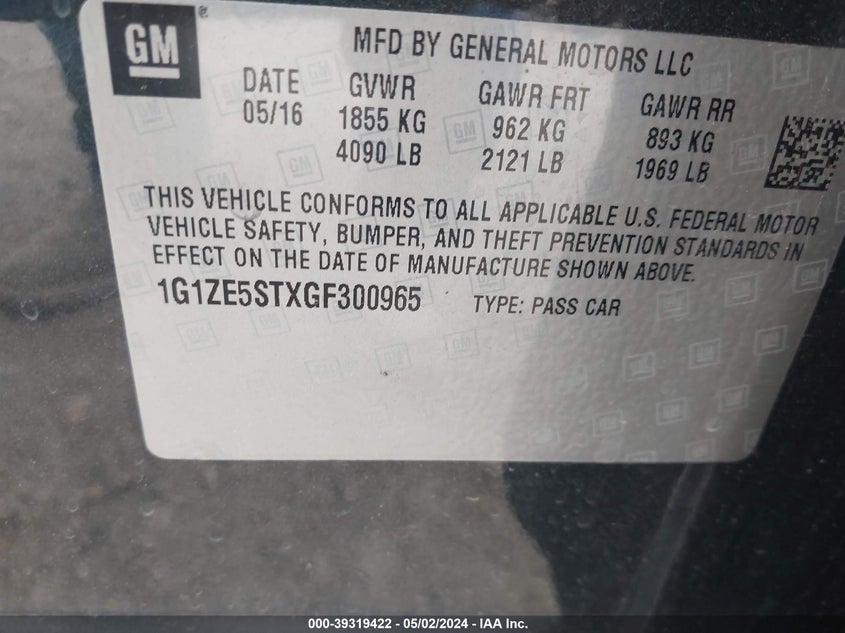 GM
MFD BY GENERAL MOTORS LLC
DATE GVWR GAWR FRT GAWR RR
05/16 1855 KG 962 KG 893 KG
4090 LB 2121 LB 1969 LB
THIS VEHICLE CONFORMS TO ALL APPLICABLE U.S. FEDERAL MOTOR
VEHICLE SAFETY, BUMPER, AND THEFT PREVENTION STANDARDS IN
EFFECT ON THE DATE OF MANUFACTURE SHOWN ABOVE.
1G1ZE5STXGF300965 TYPE: PASS CAR
000-39319422 - 05/02/2024 - IAA Inc.